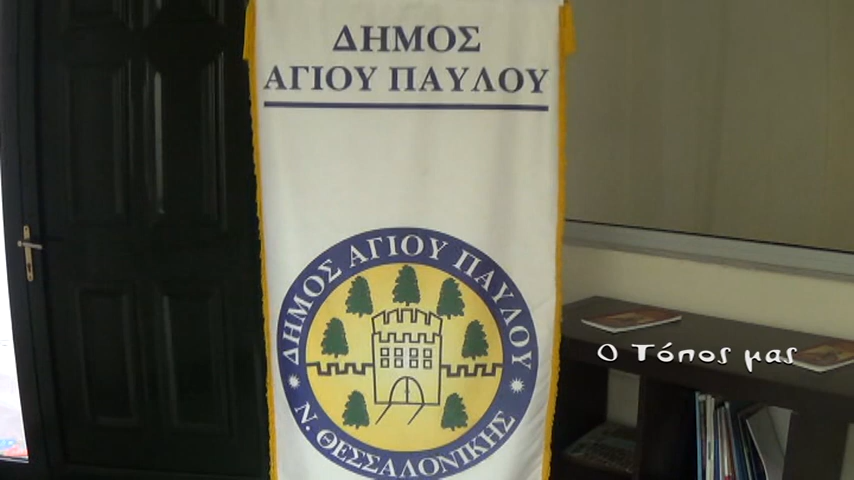 ΔΗΜΟΣ
ΑΓΙΟΥ ΠΑΥΛΟΥ
ΔΗΜΟΣ ΑΓΙΟΥ ΠΑΥΛΟΥ
Ν. ΘΕΣΣΑΛΟΝΙΚΗΣ
Ο Τόπος μας